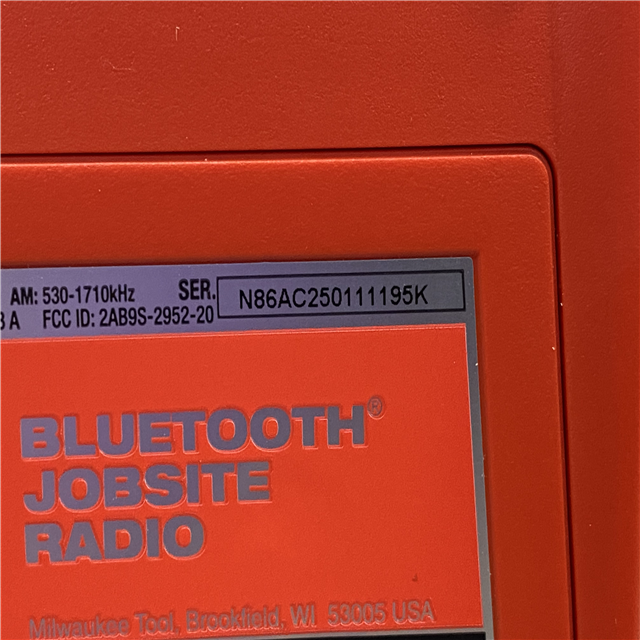 AM: 530-1710kHz SER. N86AC250111195K
A FCC ID: 2AB9S-2952-20
BLUETOOTH®
JOBSITE
RADIO
Milwaukee Tool, Brookfield, WI 53005 USA